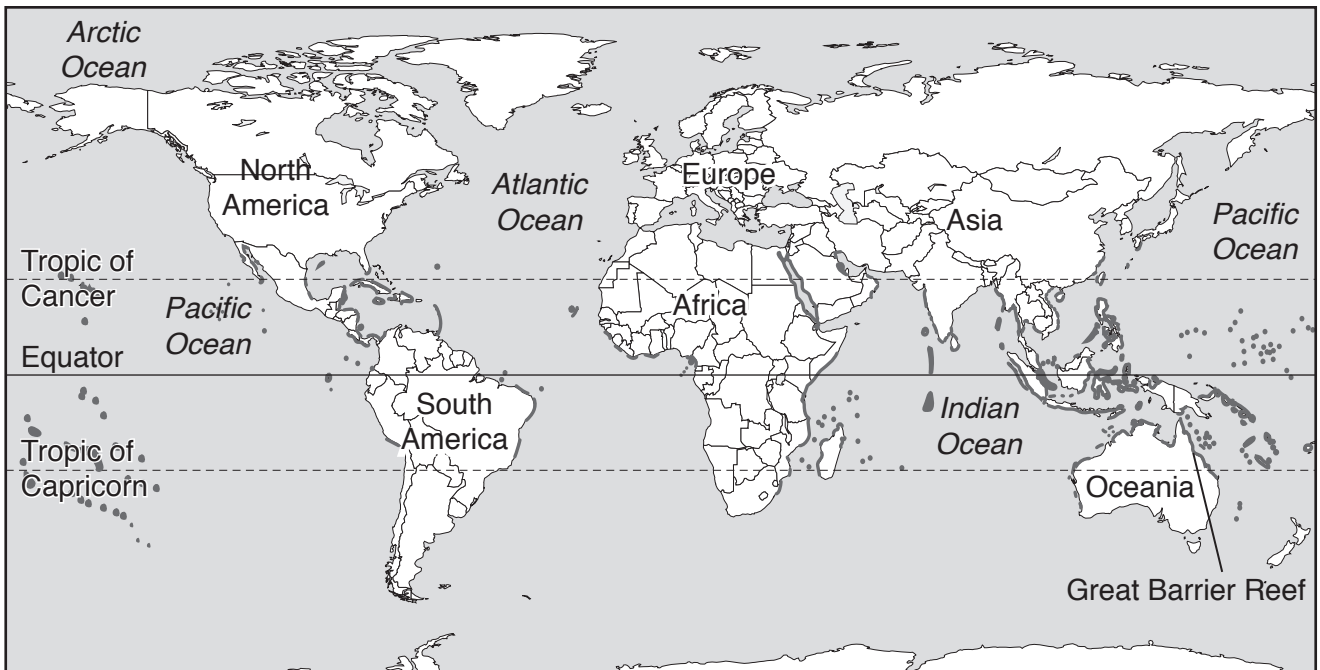 Arctic
Ocean
North
America
Atlantic
Ocean
Europe
Asia
Pacific
Ocean
Tropic of
Cancer
Pacific
Ocean
Africa
Equator
South
America
Indian
Ocean
Tropic of
Capricorn
Oceania
Great Barrier Reef